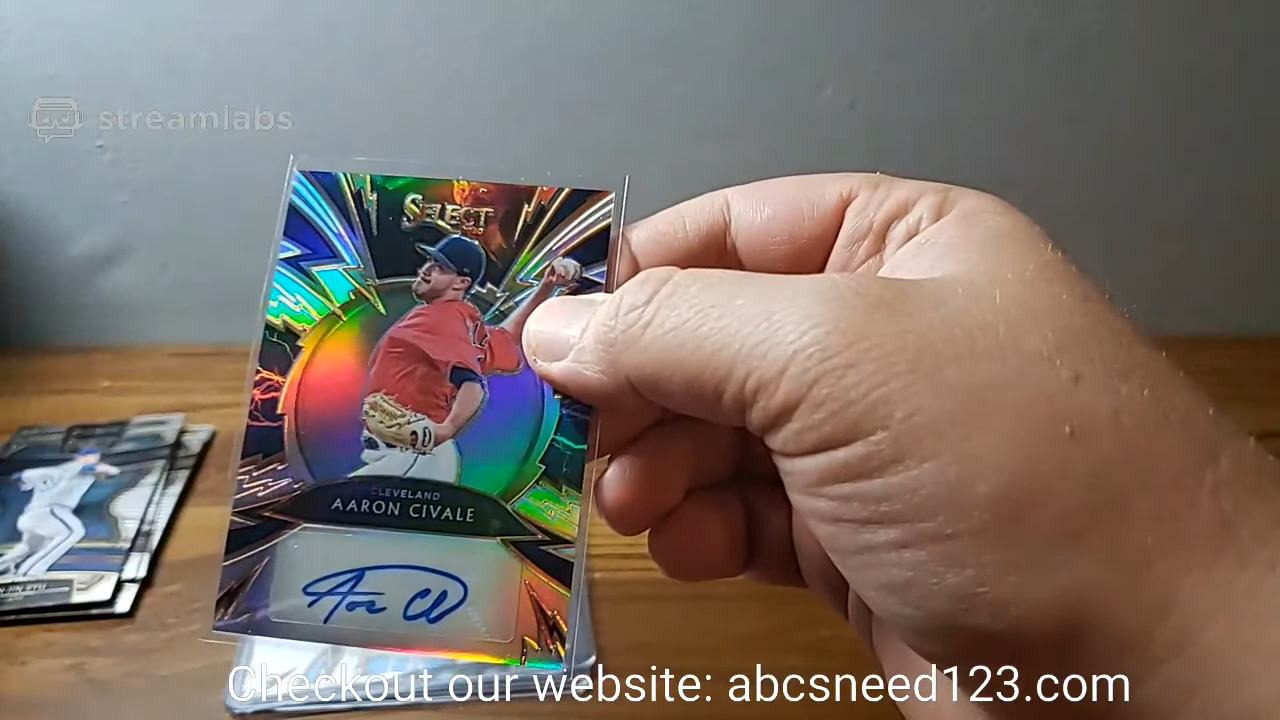 streamlabs
SELECT
CLEVELAND
AARON CIVALE
Checkout our website: abcsneed123.com